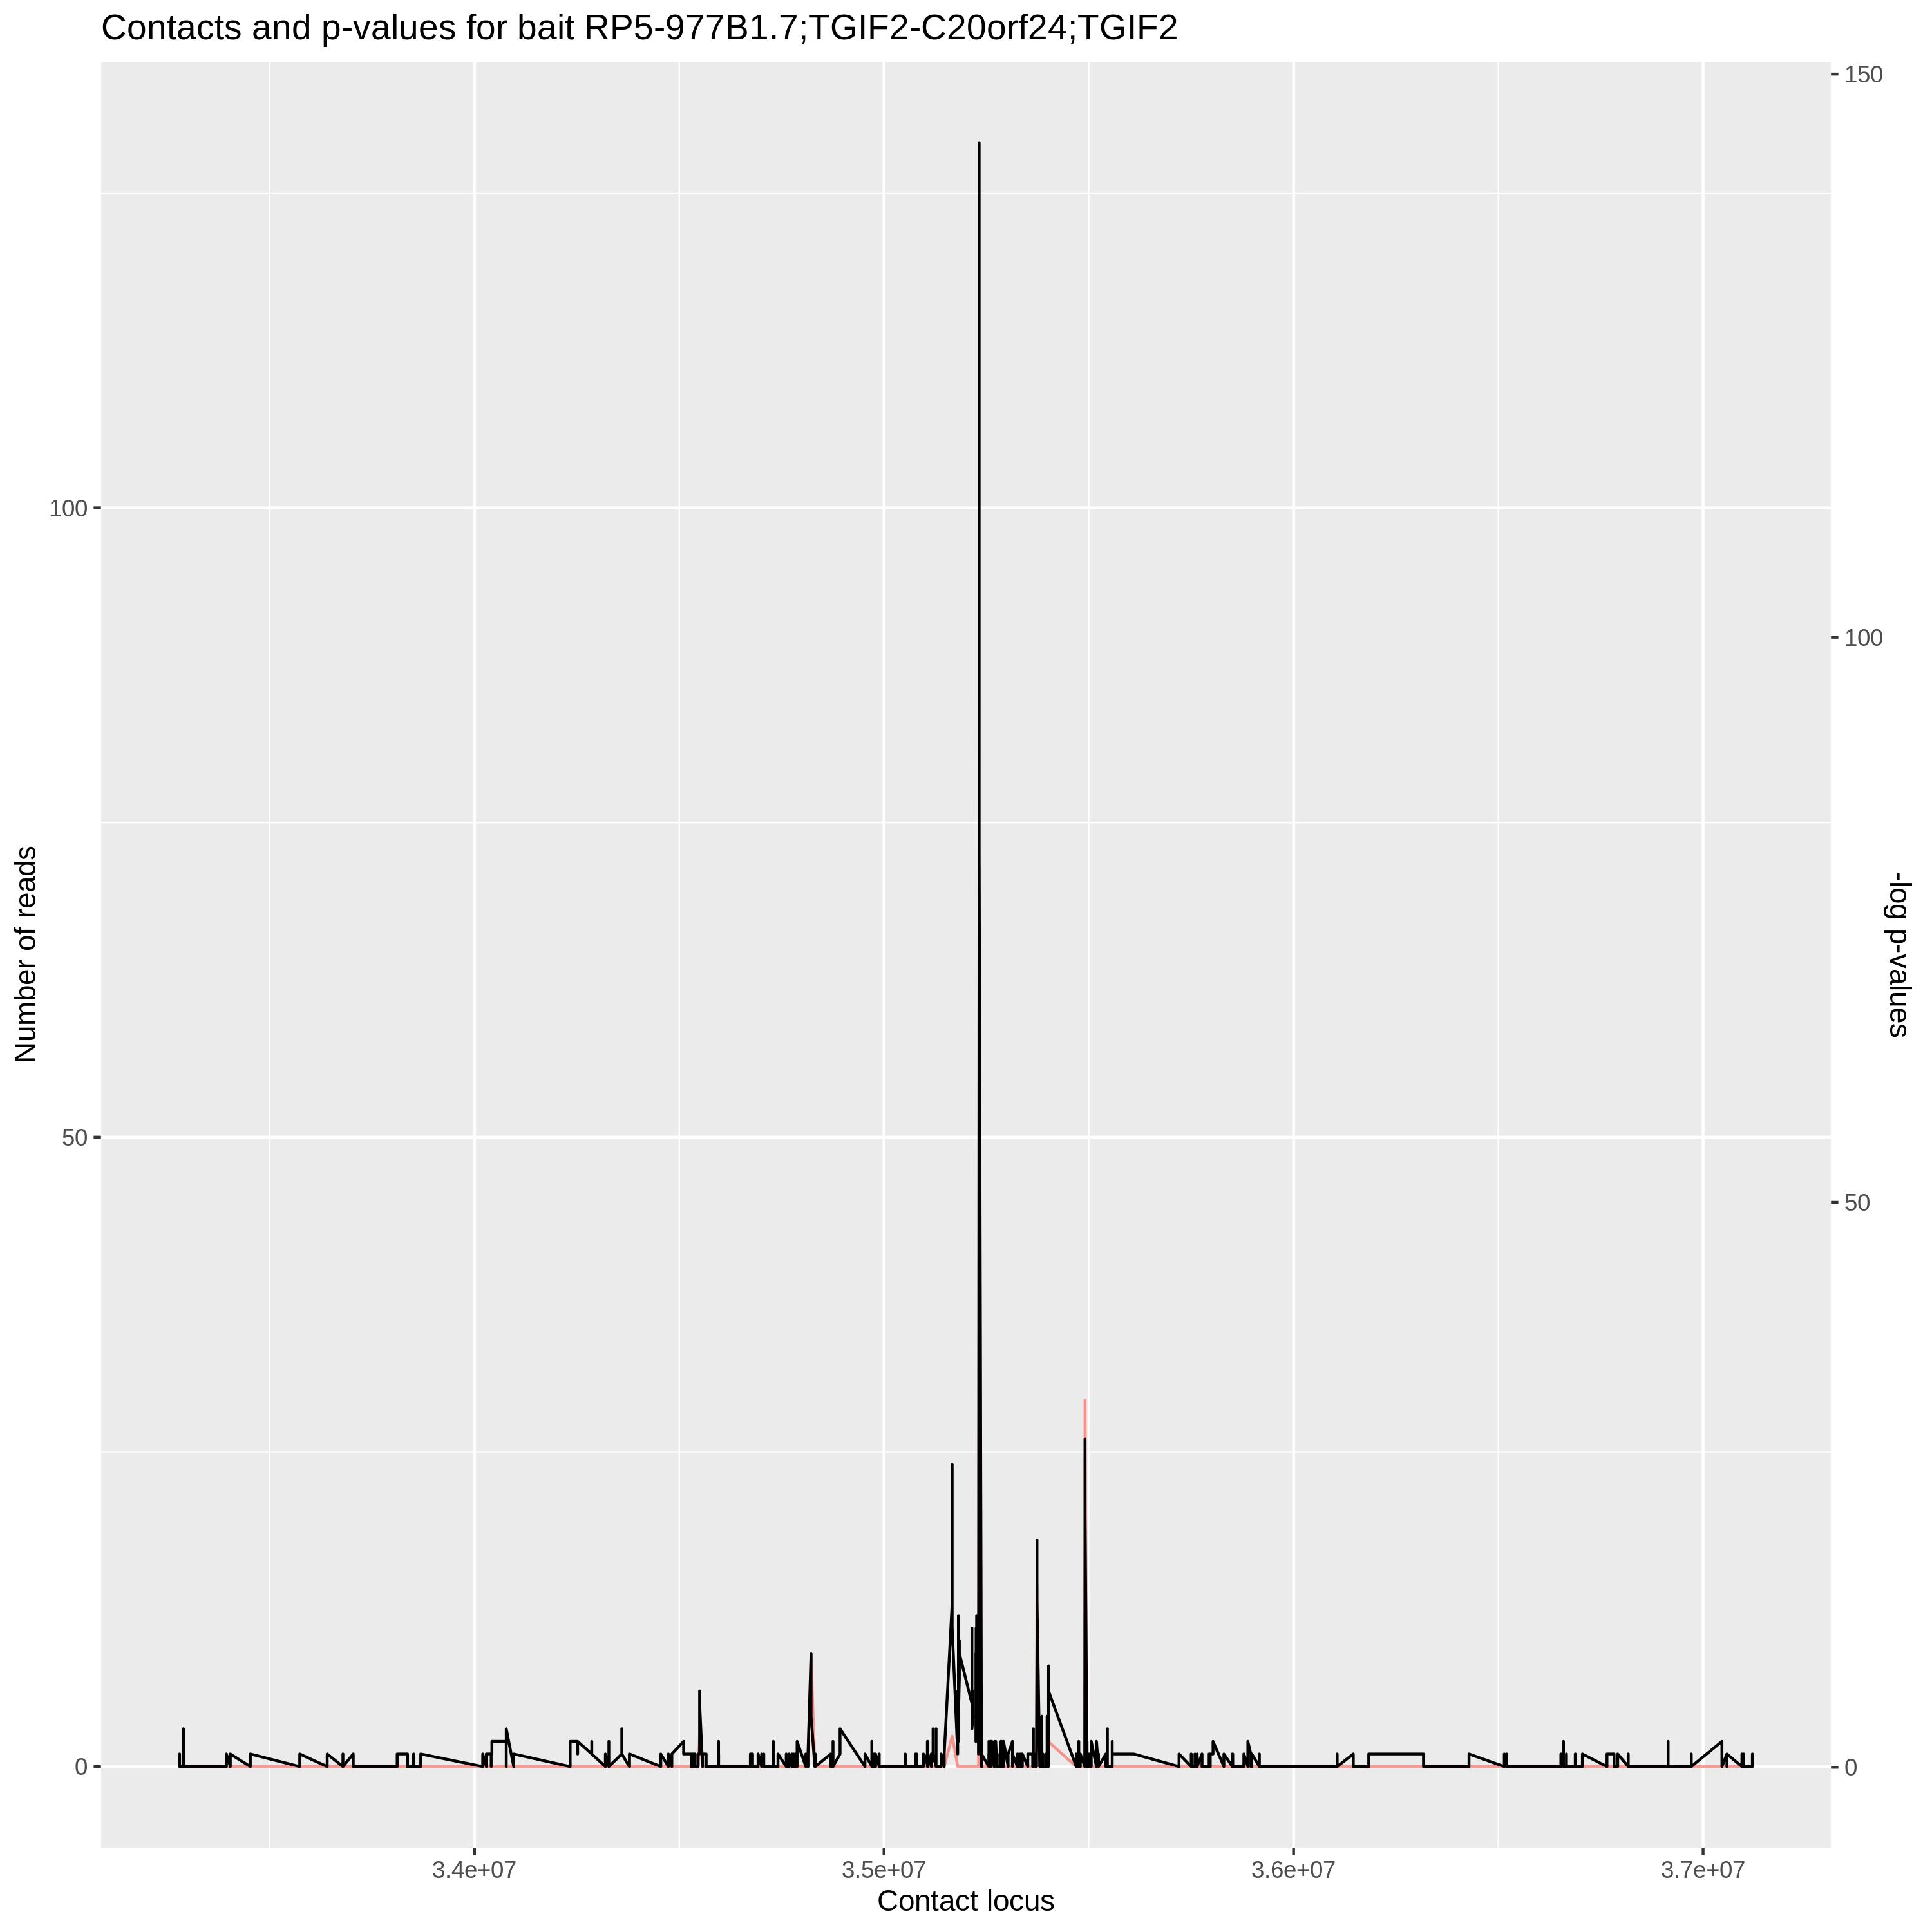 Contacts and p-values for bait RP5-977B1.7;TGIF2-C20orf24;TGIF2
150
100
100
50
50
0
0
Number of reads
-log p-values
3.4e+07
3.5e+07
3.6e+07
3.7e+07
Contact locus